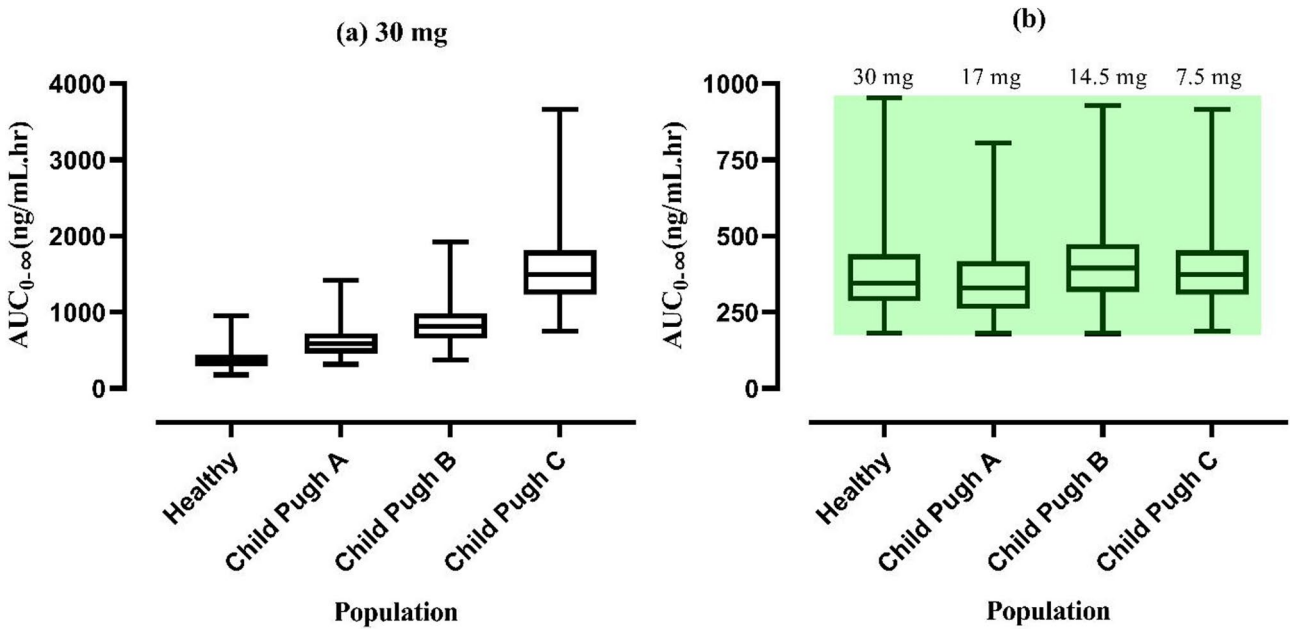 (a) 30 mg
AUC0-∞(ng/mL.hr)
4000
3000
2000
1000
0
Healthy
Child Pugh A
Child Pugh B
Child Pugh C
Population
(b)
30 mg
17 mg
14.5 mg
7.5 mg
AUC0-∞(ng/mL.hr)
1000
750
500
250
0
Healthy
Child Pugh A
Child Pugh B
Child Pugh C
Population